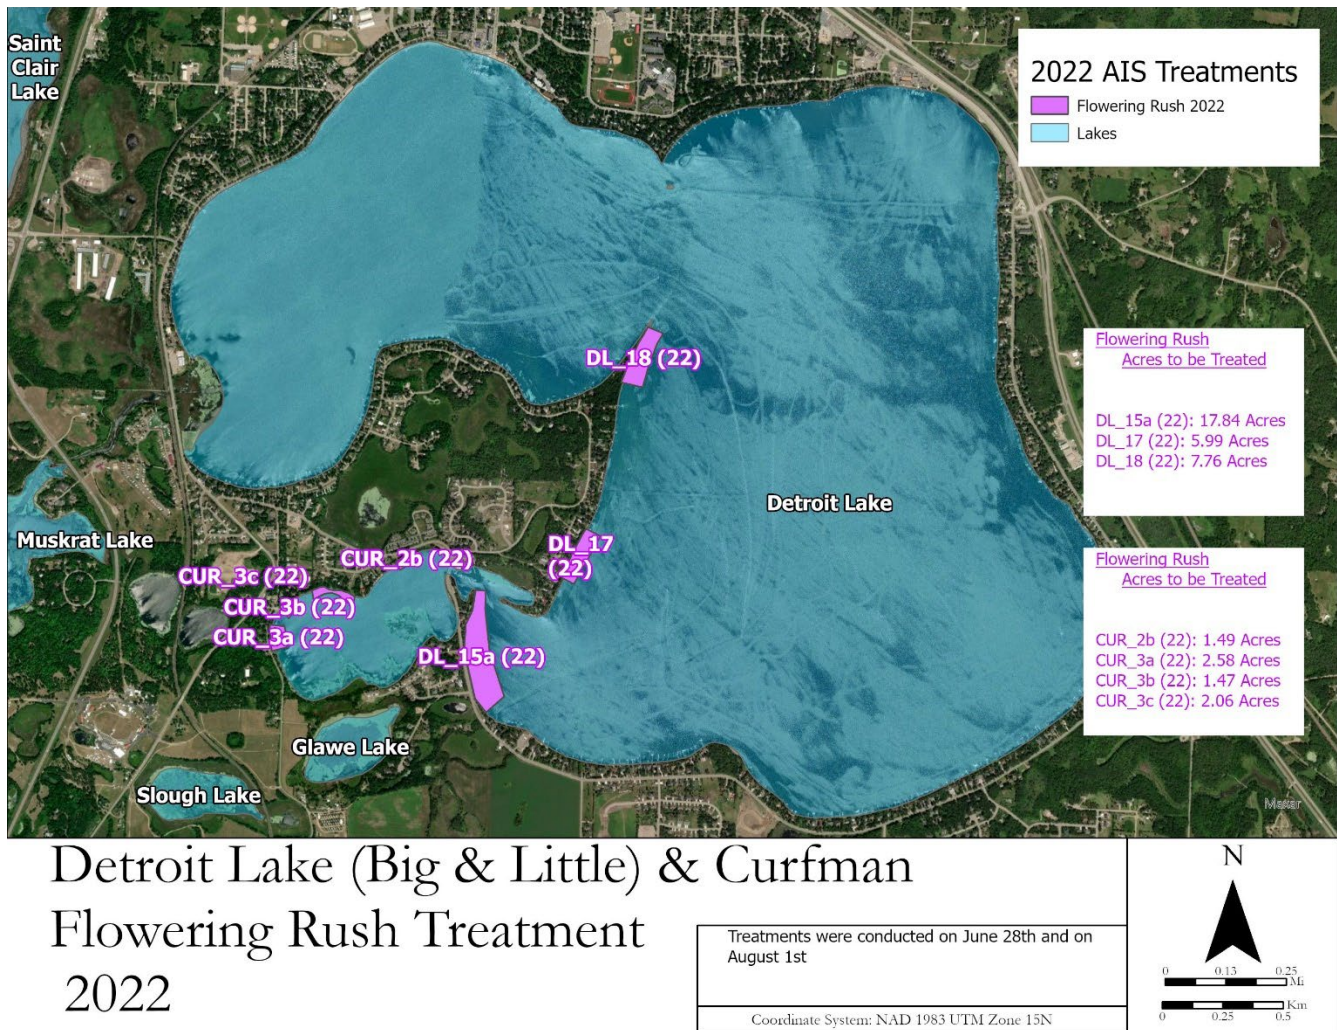 Saint
Clair
Lake
2022 AIS Treatments
Flowering Rush 2022
Lakes
DL_18 (22)
Flowering Rush
Acres to be Treated
DL_15a (22): 17.84 Acres
DL_17 (22): 5.99 Acres
DL_18 (22): 7.76 Acres
Detroit Lake
Muskrat Lake
DL_17
(22)
CUR_2b (22)
CUR_3c (22)
CUR_3b (22)
CUR_3a (22)
DL_15a (22)
Flowering Rush
Acres to be Treated
CUR_2b (22): 1.49 Acres
CUR_3a (22): 2.58 Acres
CUR_3b (22): 1.47 Acres
CUR_3c (22): 2.06 Acres
Glawe Lake
Slough Lake
Maxar
Detroit Lake (Big & Little) & Curfman
Flowering Rush Treatment
2022
Treatments were conducted on June 28th and on
August 1st
Coordinate System: NAD 1983 UTM Zone 15N
N
0 0.13 0.25
Mi
Km
0 0.25 0.5